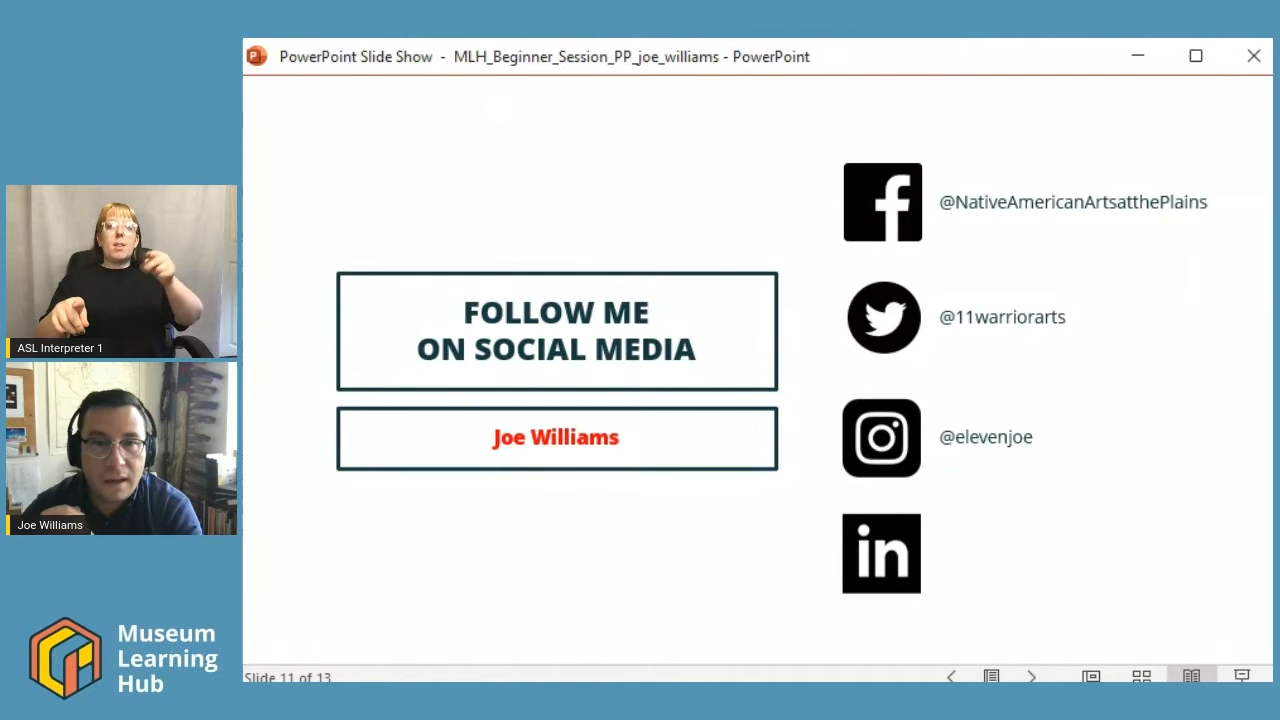 PowerPoint Slide Show - MLH_Beginner_Session_PP_joe_williams - PowerPoint
@NativeAmericanArtsatthePlains
FOLLOW ME
ON SOCIAL MEDIA
@11warriorarts
Joe Williams
@elevenjoe
in
ASL Interpreter 1
Joe Williams
Museum
Learning
Hub
Slide 11 of 13